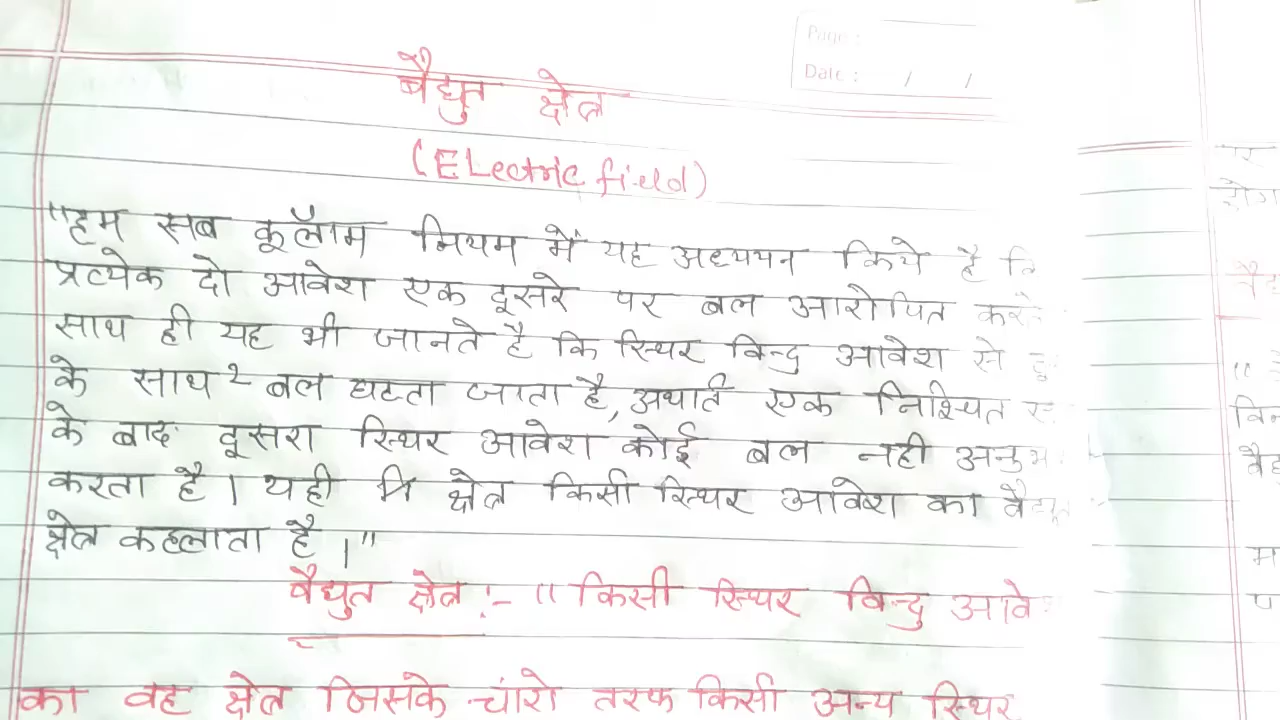 Page :
Date : / /
वैद्युत क्षेत्र
(Electric field)
"हम सब कूलॉम नियम में यह अध्ययन किये है कि
प्रत्येक दो आवेश एक दूसरे पर बल आरोपित करते
साथ ही यह भी जानते है कि स्थिर विन्दु आवेश से
के साथ २ बल घटता जाता है, अर्थात एक निश्चित
के बाद दूसरा स्थिर आवेश कोई बल नही
करता है। यही क्षेत्र किसी स्थिर आवेश का वैद्युत
क्षेत्र कहलाता है।"
वैद्युत क्षेत्र :- "किसी स्थिर विन्दु आवे
का वह क्षेत्र जिसके चांरो तरफ किसी अन्य स्थिर